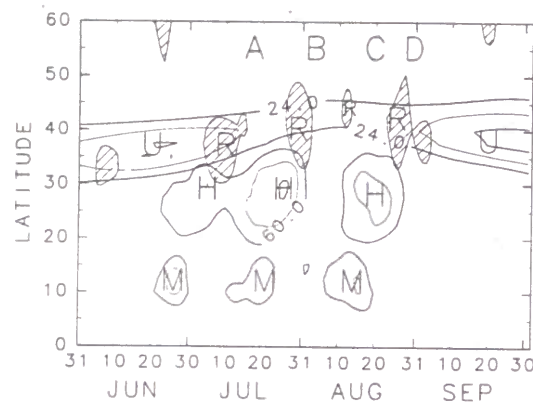 60
A B C D
50
24.0
R
40
U R R R U
24.0
30
H H H
20
60.0
M M M
10
0
LATITUDE
31 10 20 30 10 20 31 10 20 31 10 20 30
JUN JUL AUG SEP